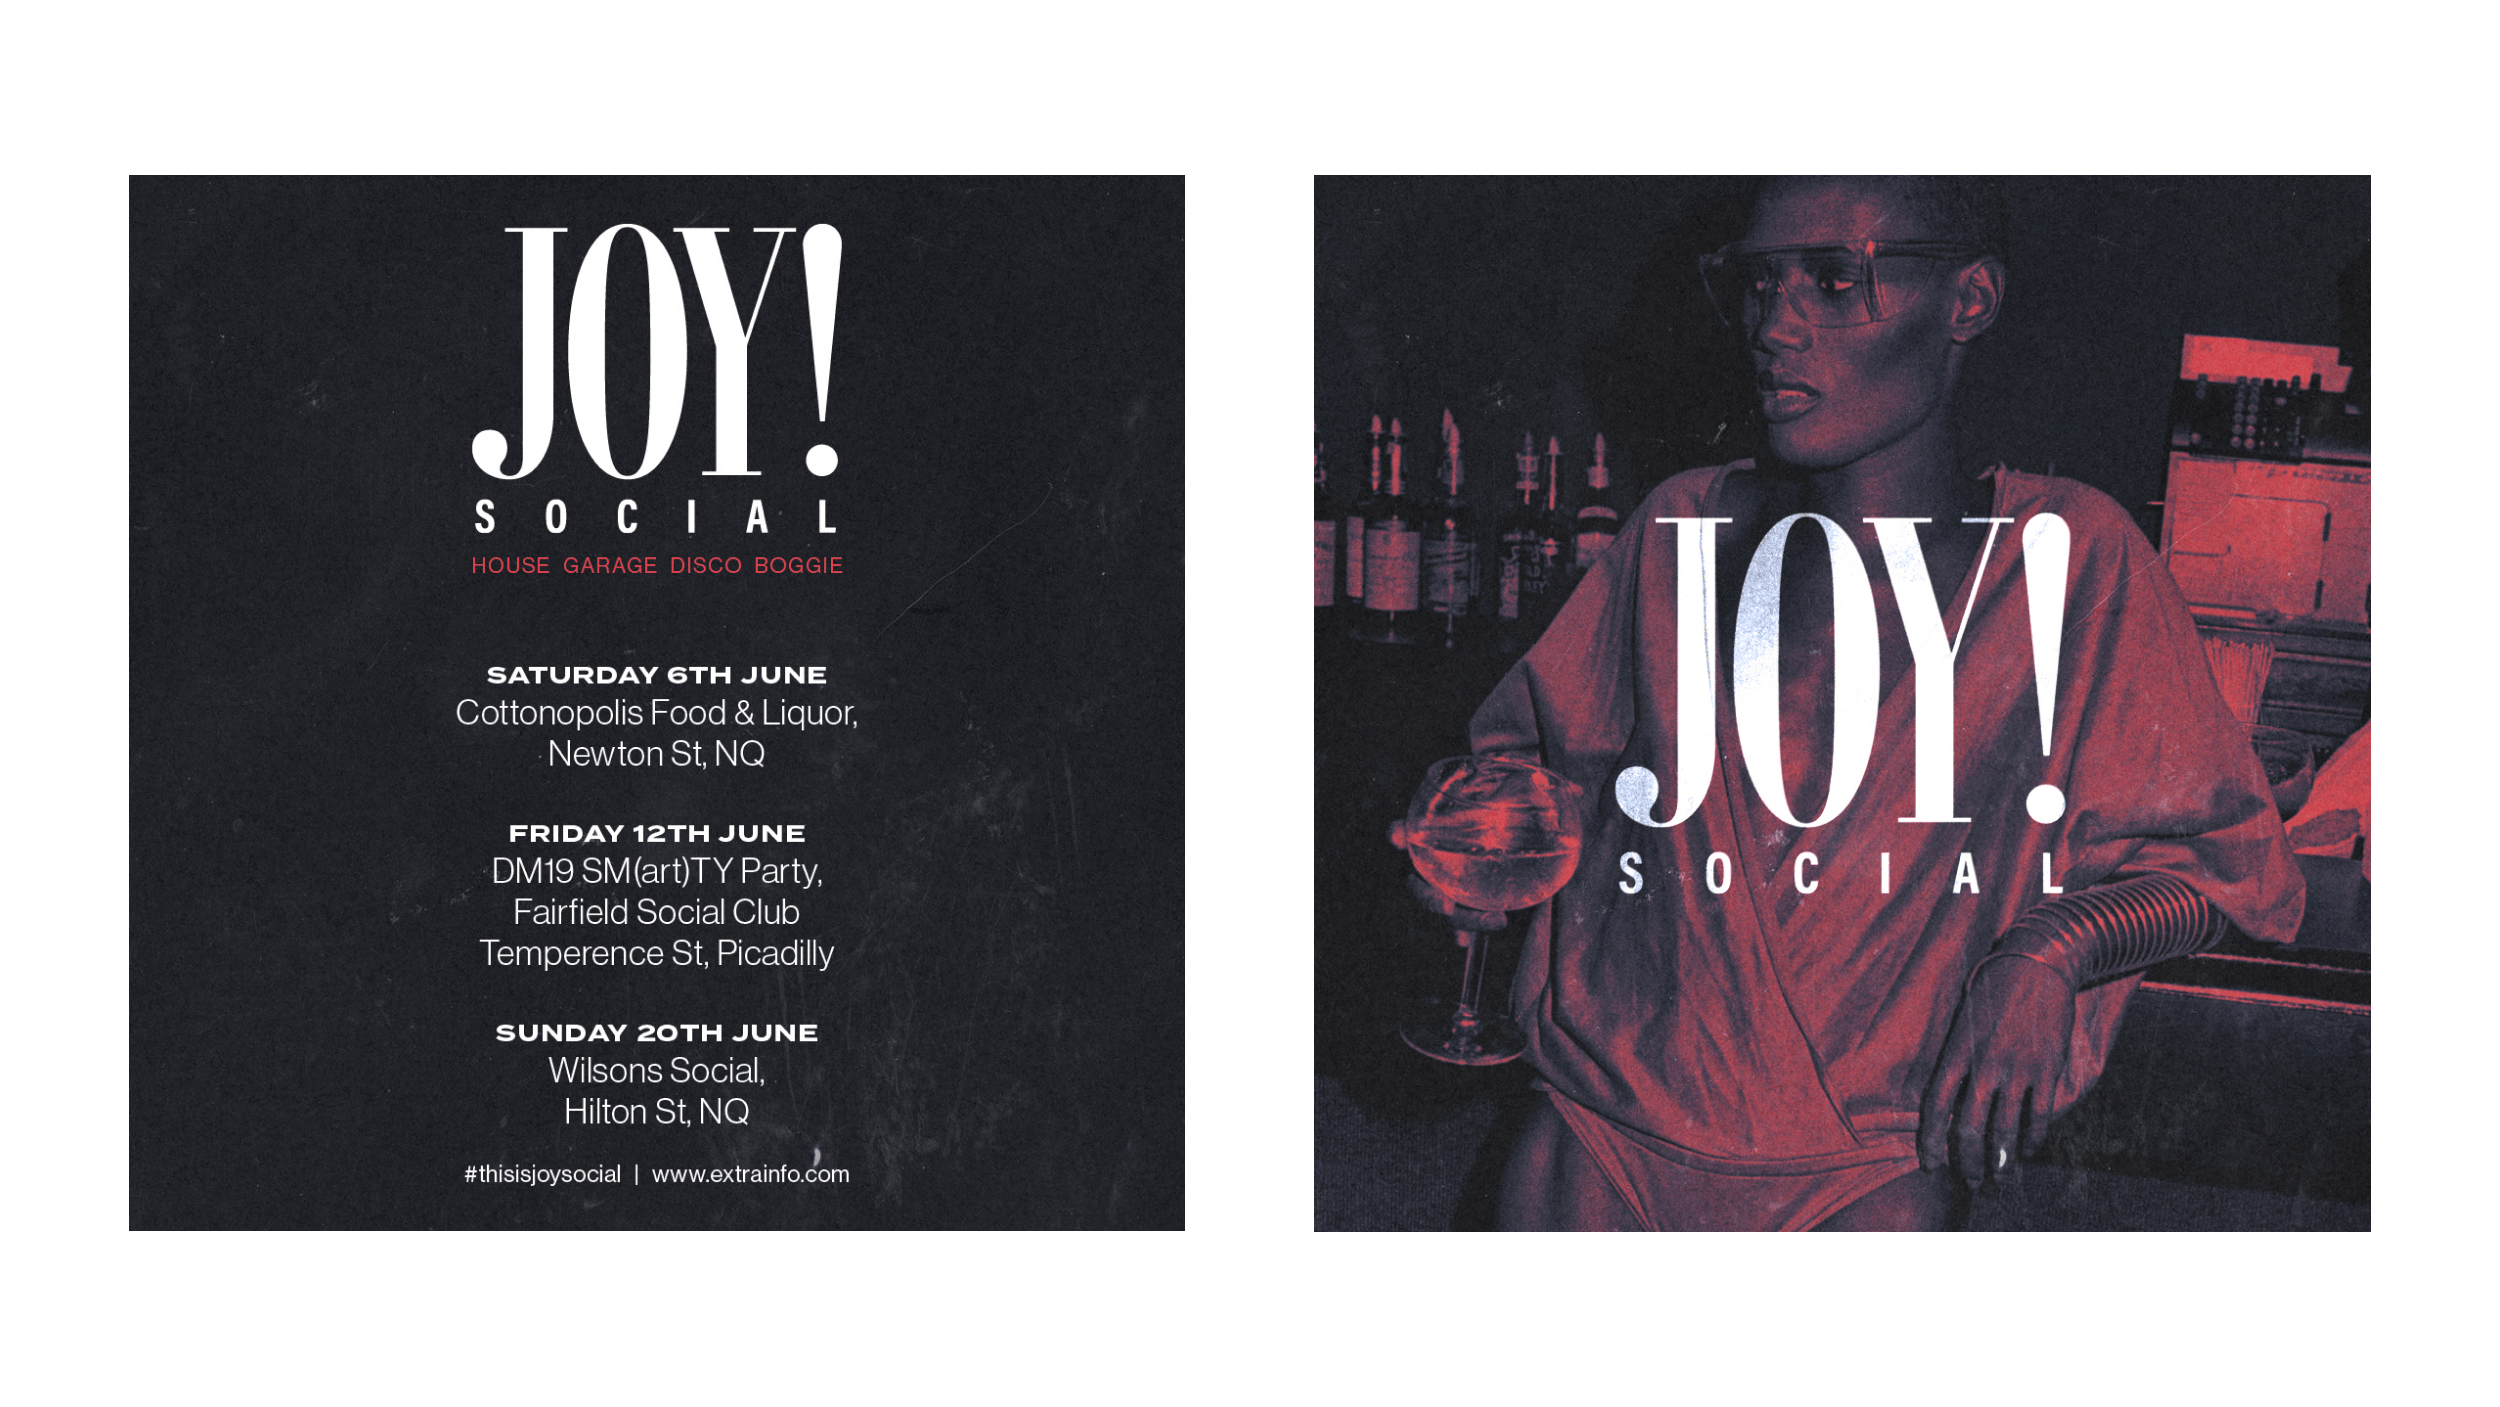 JOY!
SOCIAL
HOUSE GARAGE DISCO BOGGIE
SATURDAY 6TH JUNE
Cottonopolis Food & Liquor,
Newton St, NQ
FRIDAY 12TH JUNE
DM19 SM(art)TY Party,
Fairfield Social Club
Temperence St, Picadilly
SUNDAY 20TH JUNE
Wilsons Social,
Hilton St, NQ
#thisisjoysocial | www.extrainfo.com
JOY!
SOCIAL